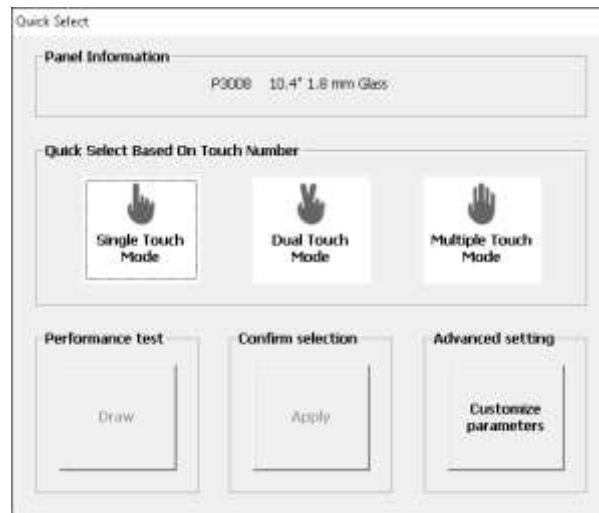 Quick Select
Panel Information
P3008 10.4" 1.8 mm Glass
Quick Select Based On Touch Number
Single Touch
Mode
Dual Touch
Mode
Multiple Touch
Mode
Performance test
Confirm selection
Advanced setting
Draw
Apply
Customize
parameters